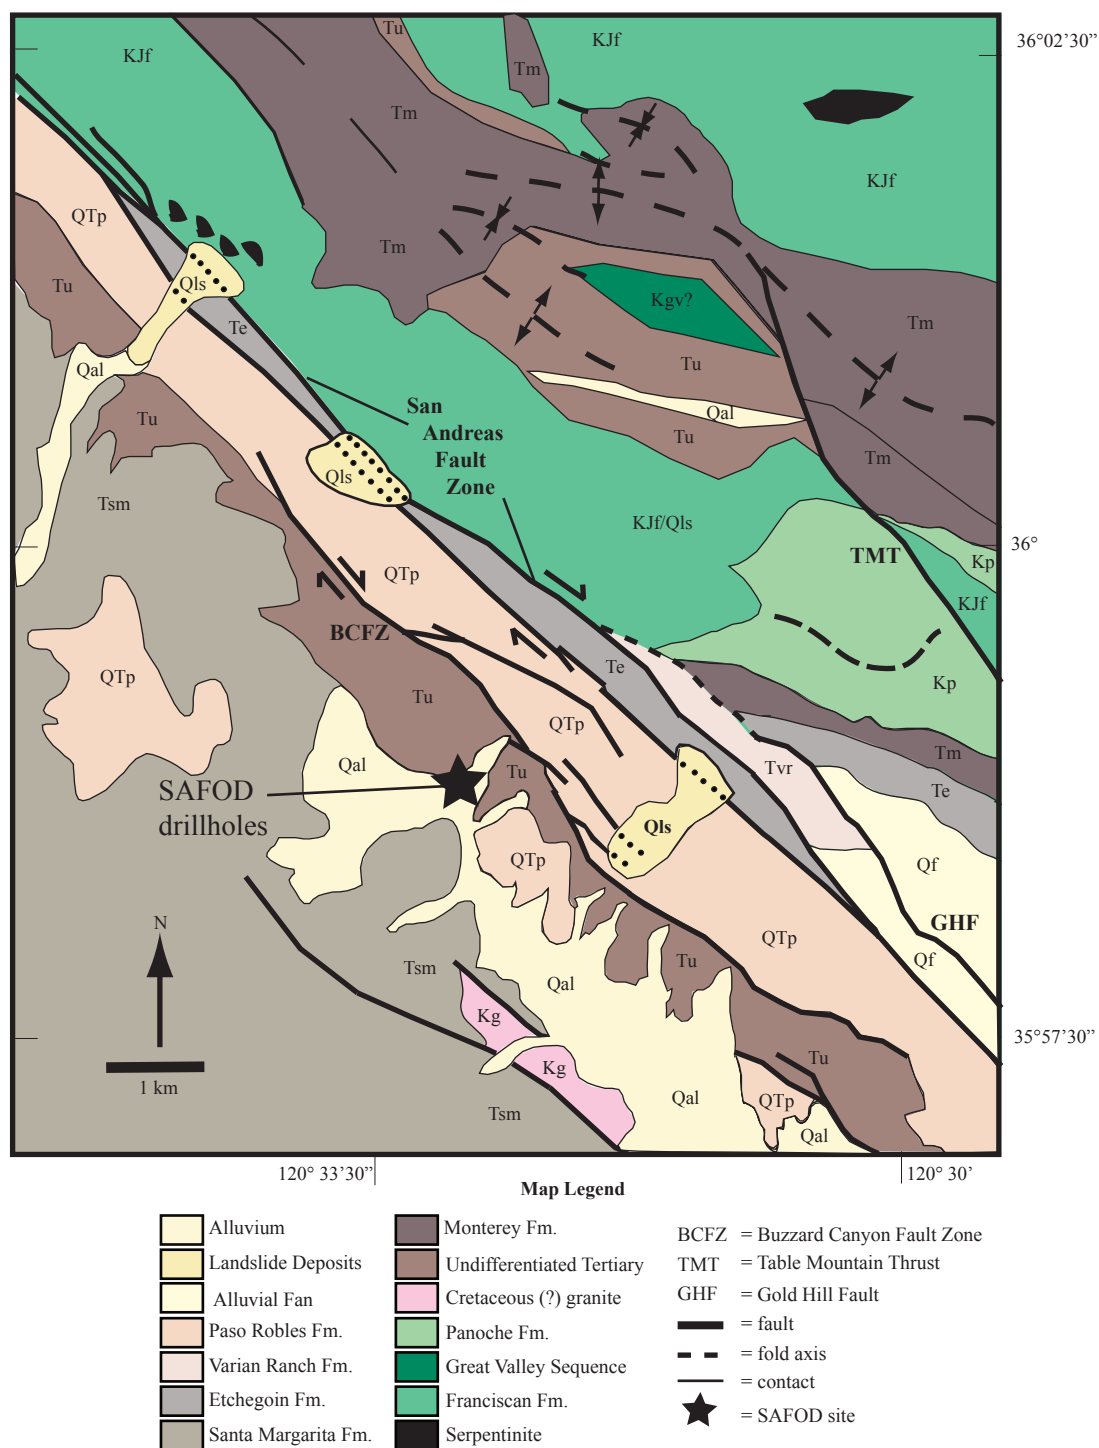 KJf
Tu
KJf
36°02'30"
Tm
Tm
KJf
QTp
Tm
Tu
Qls
Kgv?
Te
Tm
Qal
Tu
Tu
San
Andreas
Fault
Zone
Qal
Tu
Tm
Qls
Tsm
KJf/Qls
36°
TMT
Kp
QTp
KJf
BCFZ
Te
QTp
Tu
Kp
QTp
Tm
Qal
Tu
Tvr
Te
SAFOD
drillholes
Qls
QTp
Qf
N
GHF
QTp
Tsm
Tu
Qf
Qal
Kg
35°57'30"
Tu
Kg
1 km
Qal
QTp
Tsm
Qal
120° 33'30"
120° 30'
Map Legend
Alluvium
Landslide Deposits
Alluvial Fan
Paso Robles Fm.
Varian Ranch Fm.
Etchegoin Fm.
Santa Margarita Fm.
Monterey Fm.
Undifferentiated Tertiary
Cretaceous (?) granite
Panoche Fm.
Great Valley Sequence
Franciscan Fm.
Serpentinite
BCFZ = Buzzard Canyon Fault Zone
TMT = Table Mountain Thrust
GHF = Gold Hill Fault
= fault
= fold axis
= contact
= SAFOD site